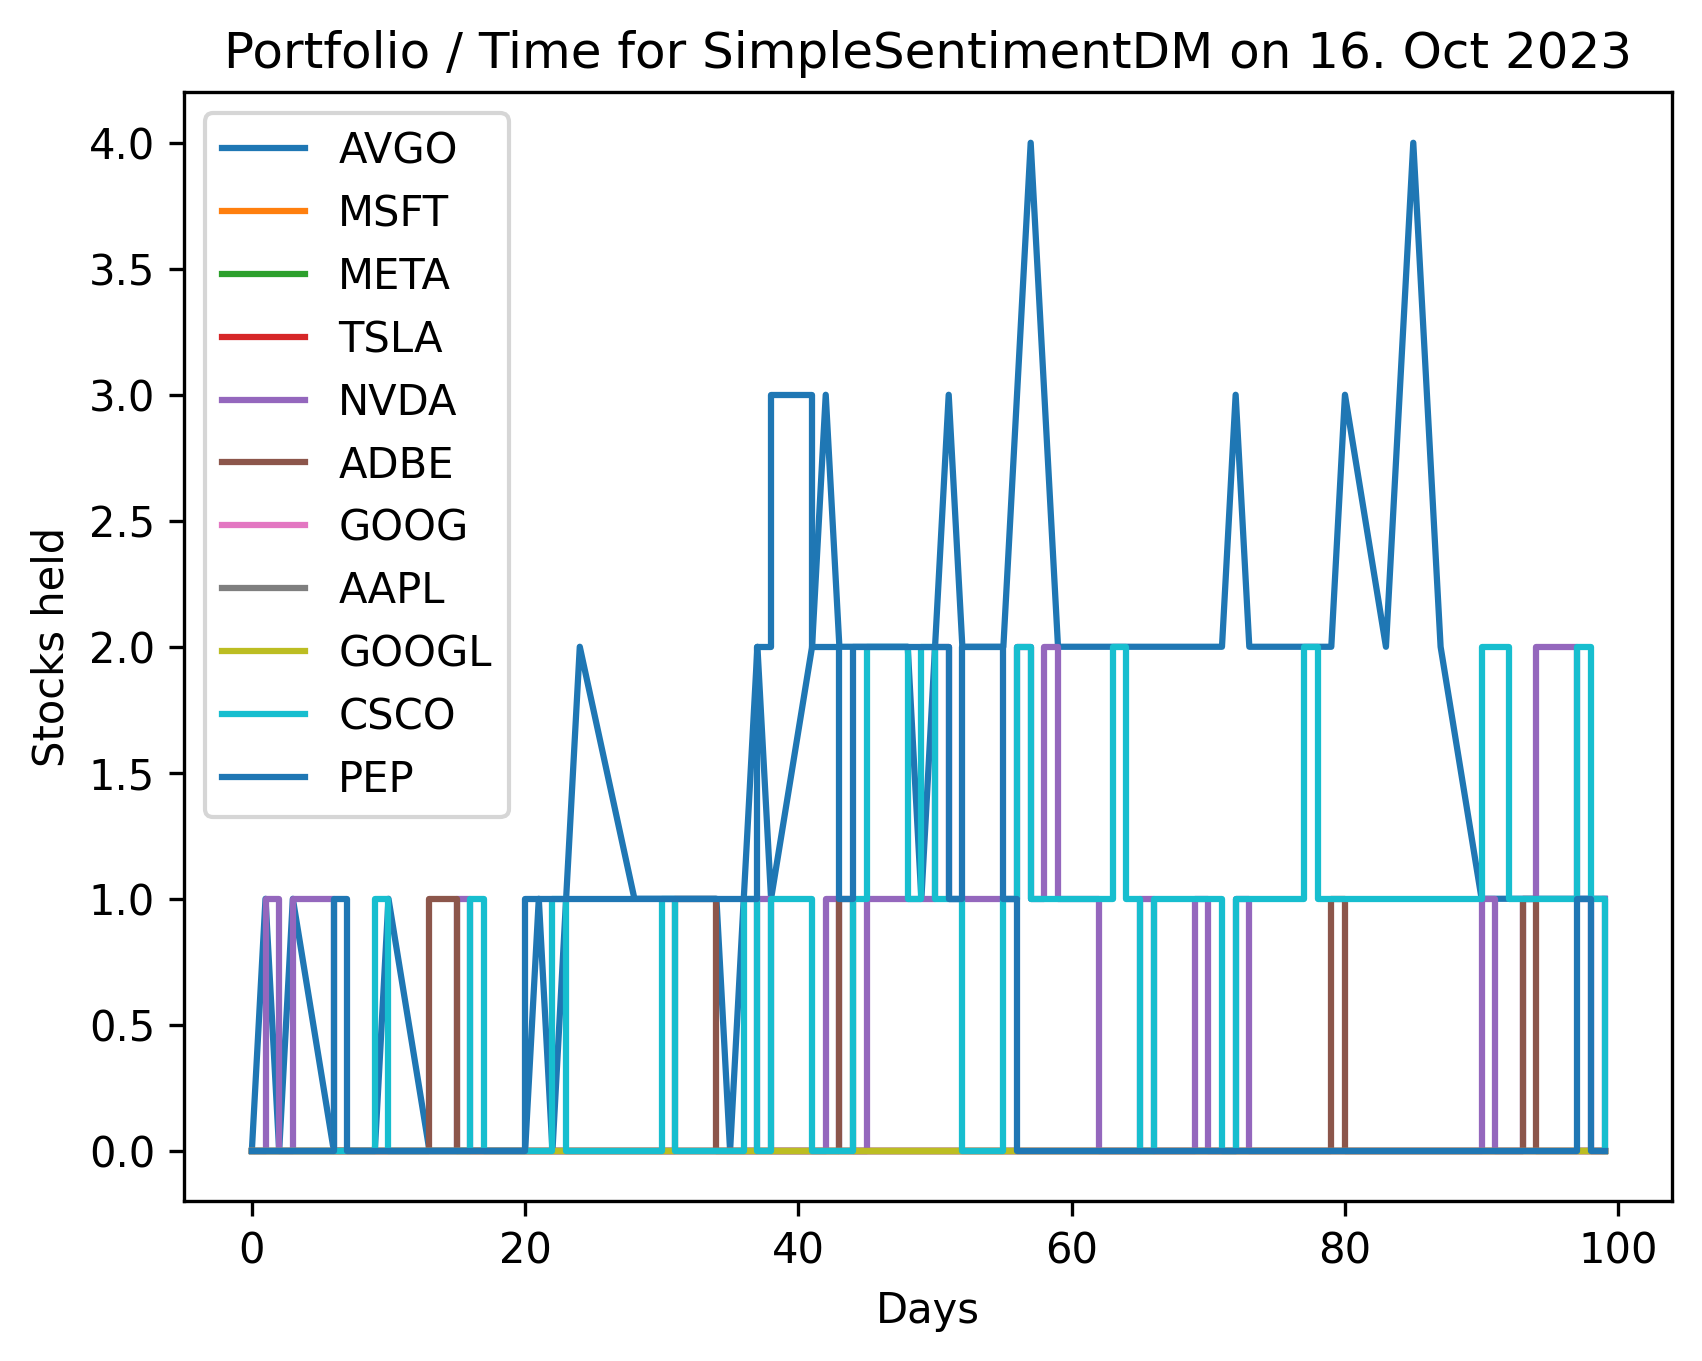 Portfolio / Time for SimpleSentimentDM on 16. Oct 2023
4.0
3.5
3.0
2.5
2.0
1.5
1.0
0.5
0.0
Stocks held
AVGO
MSFT
META
TSLA
NVDA
ADBE
GOOG
AAPL
GOOGL
CSCO
PEP
0 20 40 60 80 100
Days